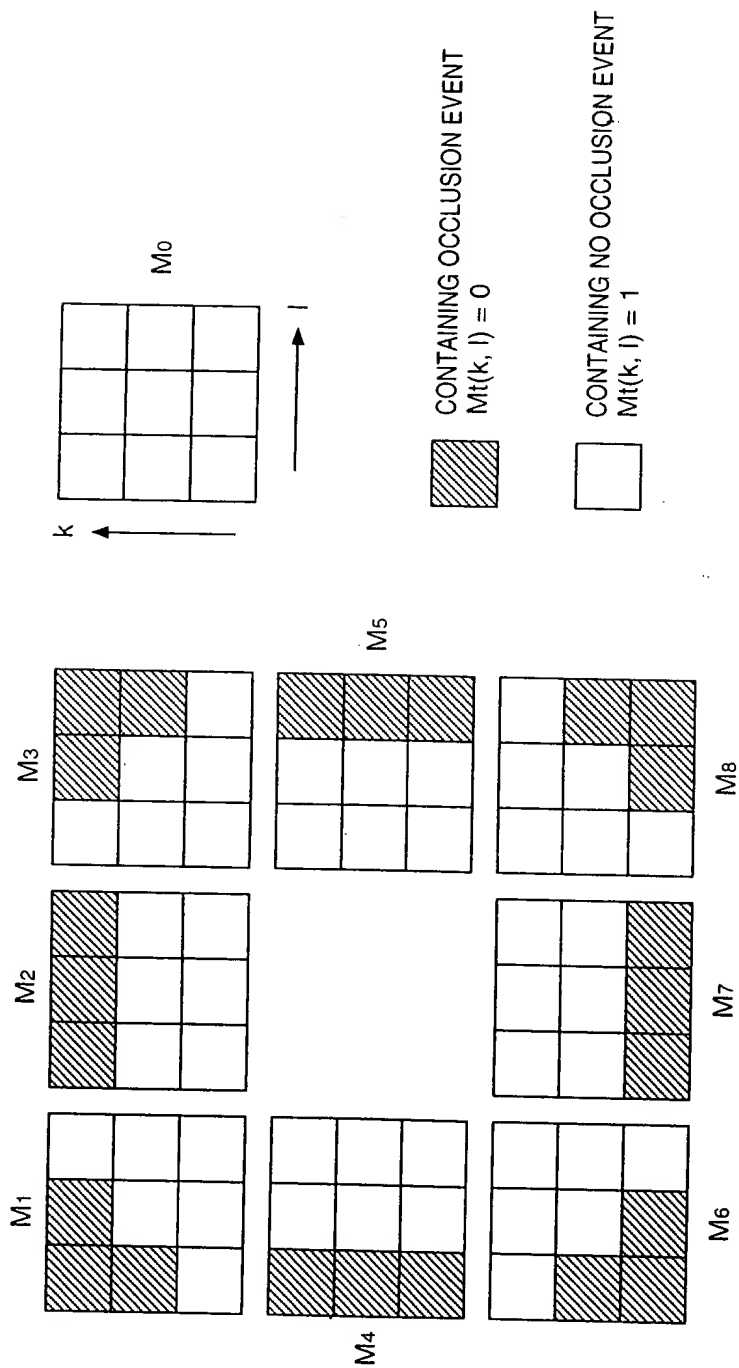 M1
M2
M3
M4
M5
M6
M7
M8
k
l
M0
CONTAINING OCCLUSION EVENT
Mt(k, l) = 0
CONTAINING NO OCCLUSION EVENT
Mt(k, l) = 1